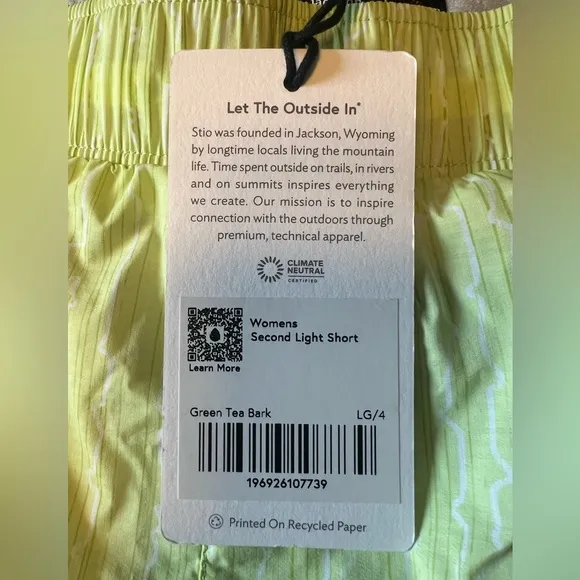 Let The Outside In®
Stio was founded in Jackson, Wyoming
by longtime locals living the mountain
life. Time spent outside on trails, in rivers
and on summits inspires everything
we create. Our mission is to inspire
connection with the outdoors through
premium, technical apparel.
CLIMATE
NEUTRAL
CERTIFIED
Womens
Second Light Short
Learn More
Green Tea Bark LG/4
196926107739
Printed On Recycled Paper